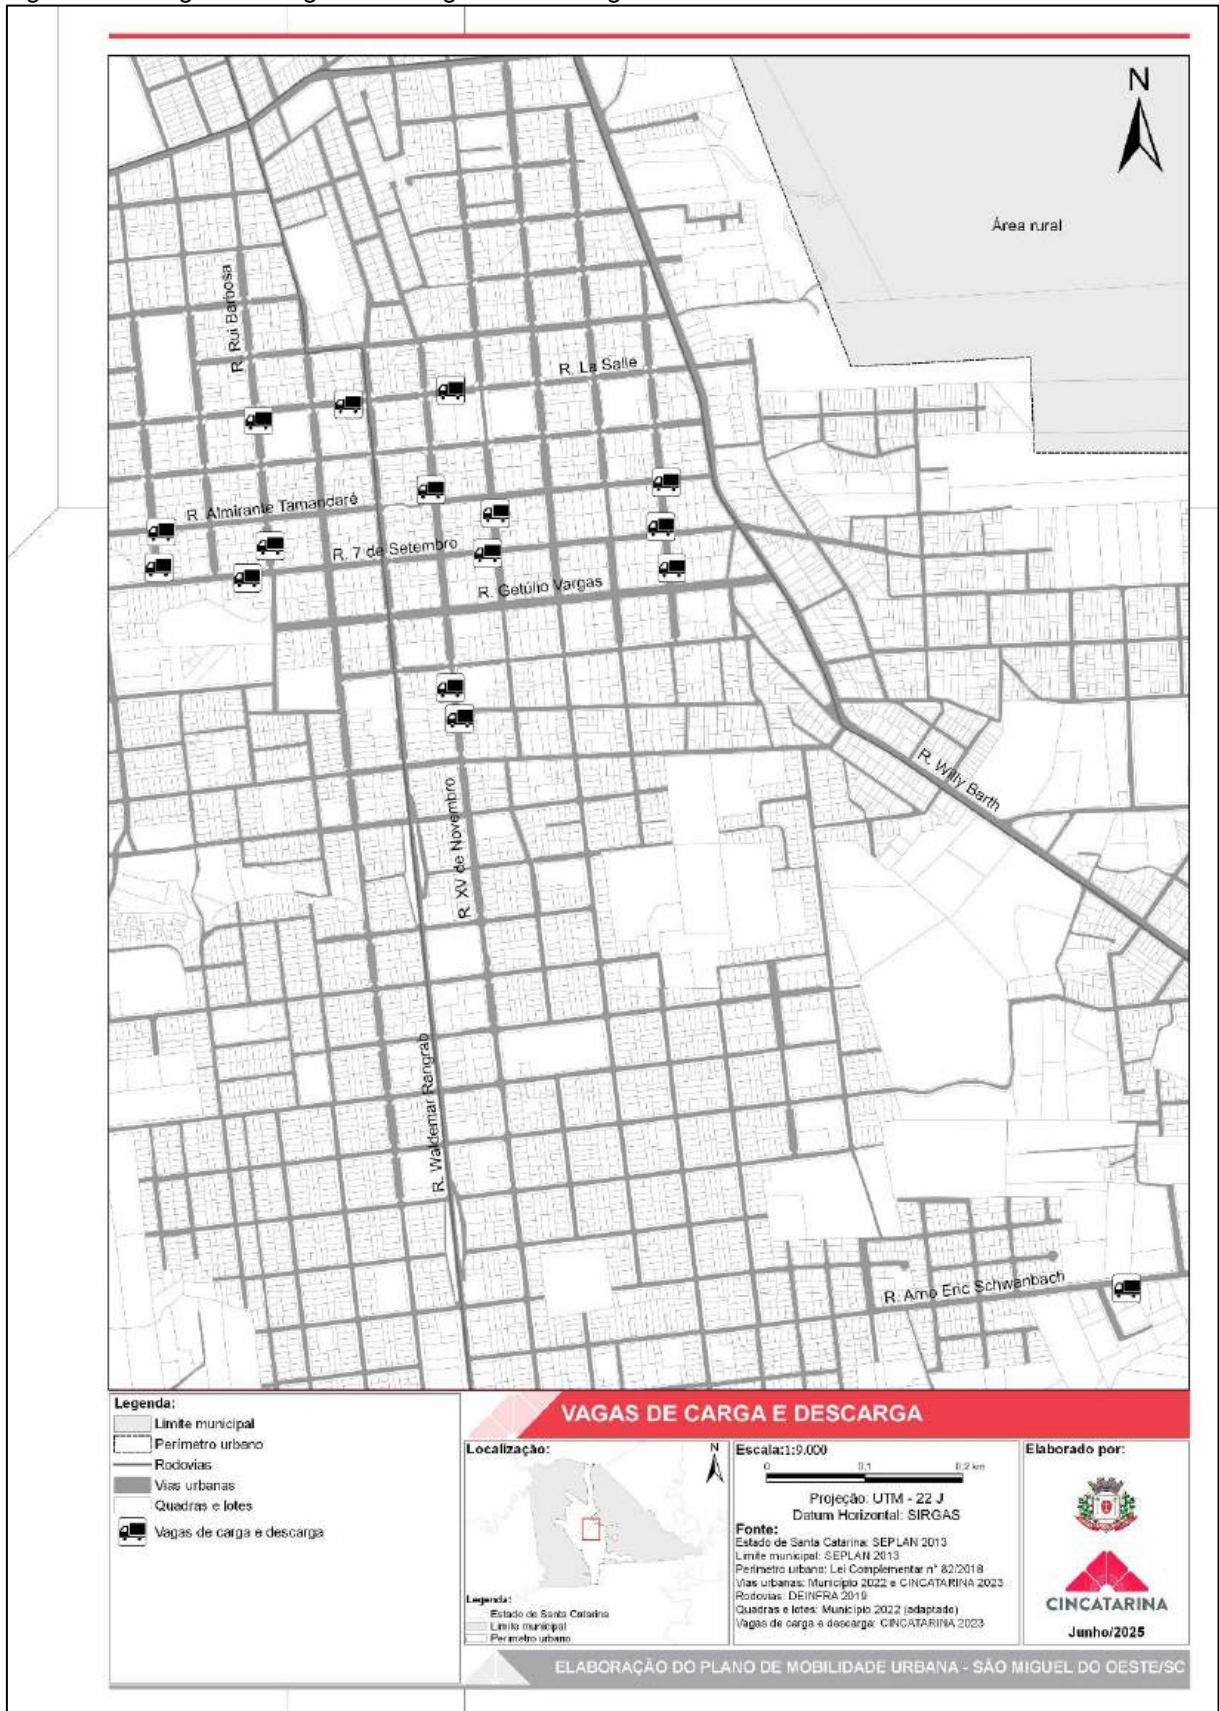 N
Área rural
R. Rui Barbosa
R. La Salle
R. Almirante Tamandaré
R. 7 de Setembro
R. Getúlio Vargas
R. Willy Barth
R. XV de Novembro
R. Waldemar Rangrab
R. Arno Eric Schwanbach
Legenda:
Limite municipal
Perímetro urbano
Rodovias
Vias urbanas
Quadras e lotes
Vagas de carga e descarga
VAGAS DE CARGA E DESCARGA
Localização:
N
Legenda:
Estado de Santa Catarina
Limite municipal
Perímetro urbano
Escala:1:9.000
0 0,1 0,2 km
Projeção: UTM - 22 J
Datum Horizontal: SIRGAS
Fonte:
Estado de Santa Catarina: SEPLAN 2013
Limite municipal: SEPLAN 2013
Perímetro urbano: Lei Complementar n° 82/2018
Vias urbanas: Município 2022 e CINCATARINA 2023
Rodovias: DEINFRA 2019
Quadras e lotes: Município 2022 (adaptado)
Vagas de carga e descarga: CINCATARINA 2023
Elaborado por:
CINCATARINA
Junho/2025
ELABORAÇÃO DO PLANO DE MOBILIDADE URBANA - SÃO MIGUEL DO OESTE/SC